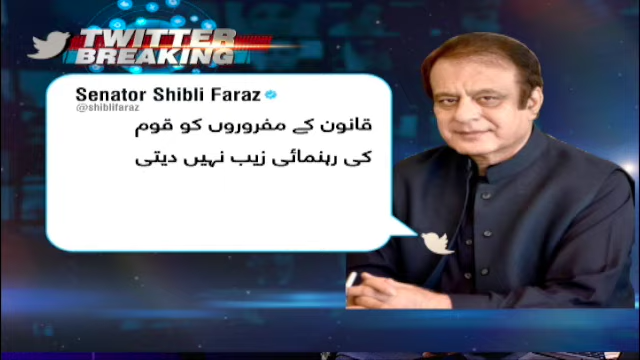 TWITTER
BREAKING
Senator Shibli Faraz
@shiblifaraz
قانون کے مفروروں کو قوم
کی رہنمائی زیب نہیں دیتی